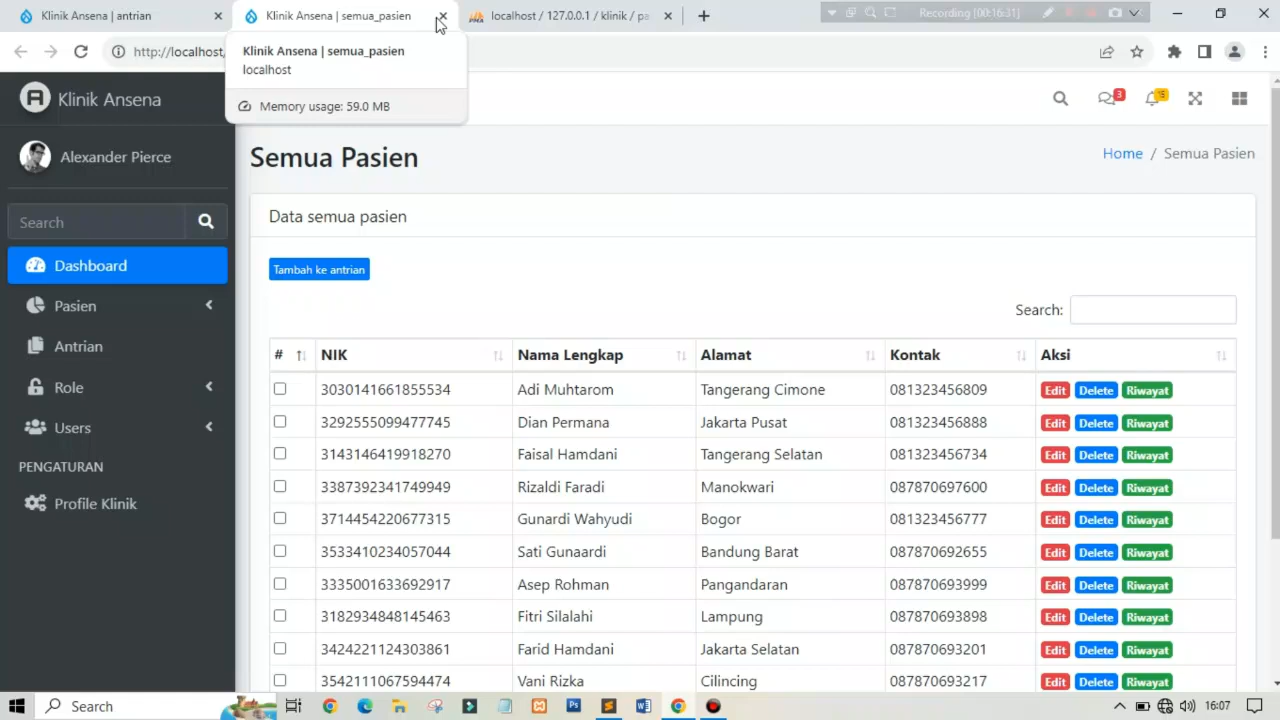 Klinik Ansena | antrian
Klinik Ansena | semua_pasien
localhost / 127.0.0.1 / klinik / pa
Recording [00:16:31]
http://localhost/
Klinik Ansena | semua_pasien
localhost
Memory usage: 59.0 MB
Klinik Ansena
3
15
Alexander Pierce
Semua Pasien
Home / Semua Pasien
Search
Data semua pasien
Dashboard
Tambah ke antrian
Pasien
Search:
Antrian
# NIK Nama Lengkap Alamat Kontak Aksi
Role
3030141661855534 Adi Muhtarom Tangerang Cimone 081323456809 Edit Delete Riwayat
Users
3292555099477745 Dian Permana Jakarta Pusat 081323456888 Edit Delete Riwayat
PENGATURAN
3143146419918270 Faisal Hamdani Tangerang Selatan 081323456734 Edit Delete Riwayat
Profile Klinik
3387392341749949 Rizaldi Faradi Manokwari 087870697600 Edit Delete Riwayat
3714454220677315 Gunardi Wahyudi Bogor 081323456777 Edit Delete Riwayat
3533410234057044 Sati Gunaardi Bandung Barat 087870692655 Edit Delete Riwayat
3335001633692917 Asep Rohman Pangandaran 087870693999 Edit Delete Riwayat
3182934848145463 Fitri Silalahi Lampung 087870693898 Edit Delete Riwayat
3424221124303861 Farid Hamdani Jakarta Selatan 087870693201 Edit Delete Riwayat
3542111067594474 Vani Rizka Cilincing 087870693217 Edit Delete Riwayat
Search
16:07